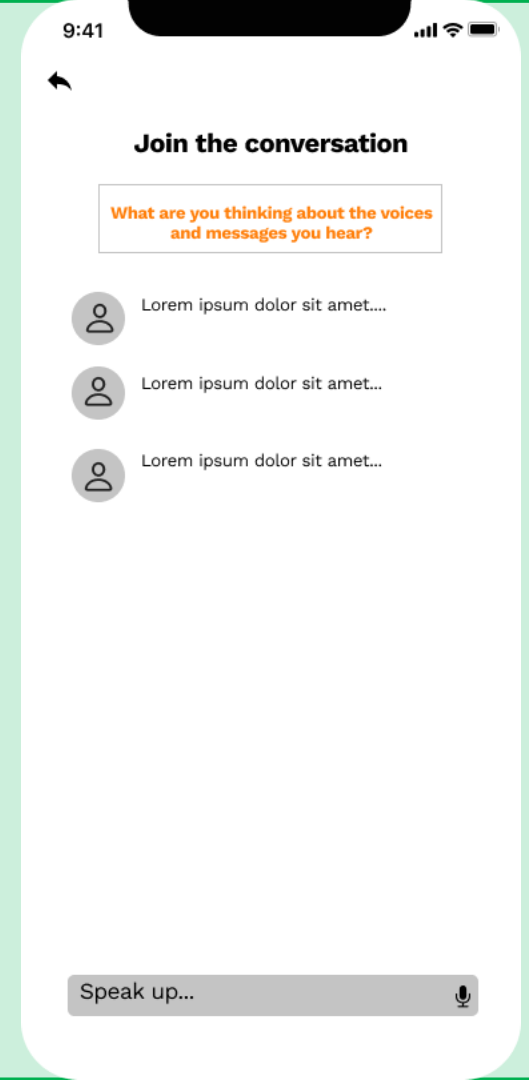 9:41
Join the conversation
What are you thinking about the voices
and messages you hear?
Lorem ipsum dolor sit amet....
Lorem ipsum dolor sit amet...
Lorem ipsum dolor sit amet...
Speak up...